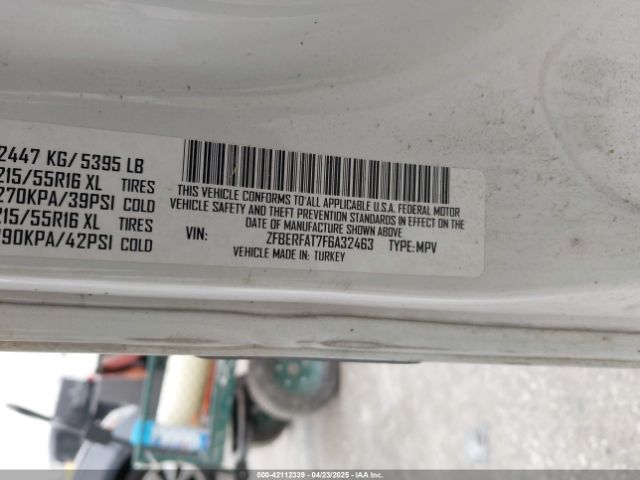 2447 KG/ 5395 LB
215/55R16 XL TIRES
270KPA/39PSI COLD
215/55R16 XL TIRES
290KPA/42PSI COLD
THIS VEHICLE CONFORMS TO ALL APPLICABLE U.S.A. FEDERAL MOTOR
VEHICLE SAFETY AND THEFT PREVENTION STANDARDS IN EFFECT ON THE
DATE OF MANUFACTURE SHOWN ABOVE
VIN: ZFBERFAT7F6A32463 TYPE: MPV
VEHICLE MADE IN: TURKEY
000-42112339 - 04/23/2025 - COPYRIGHT IAA, LLC